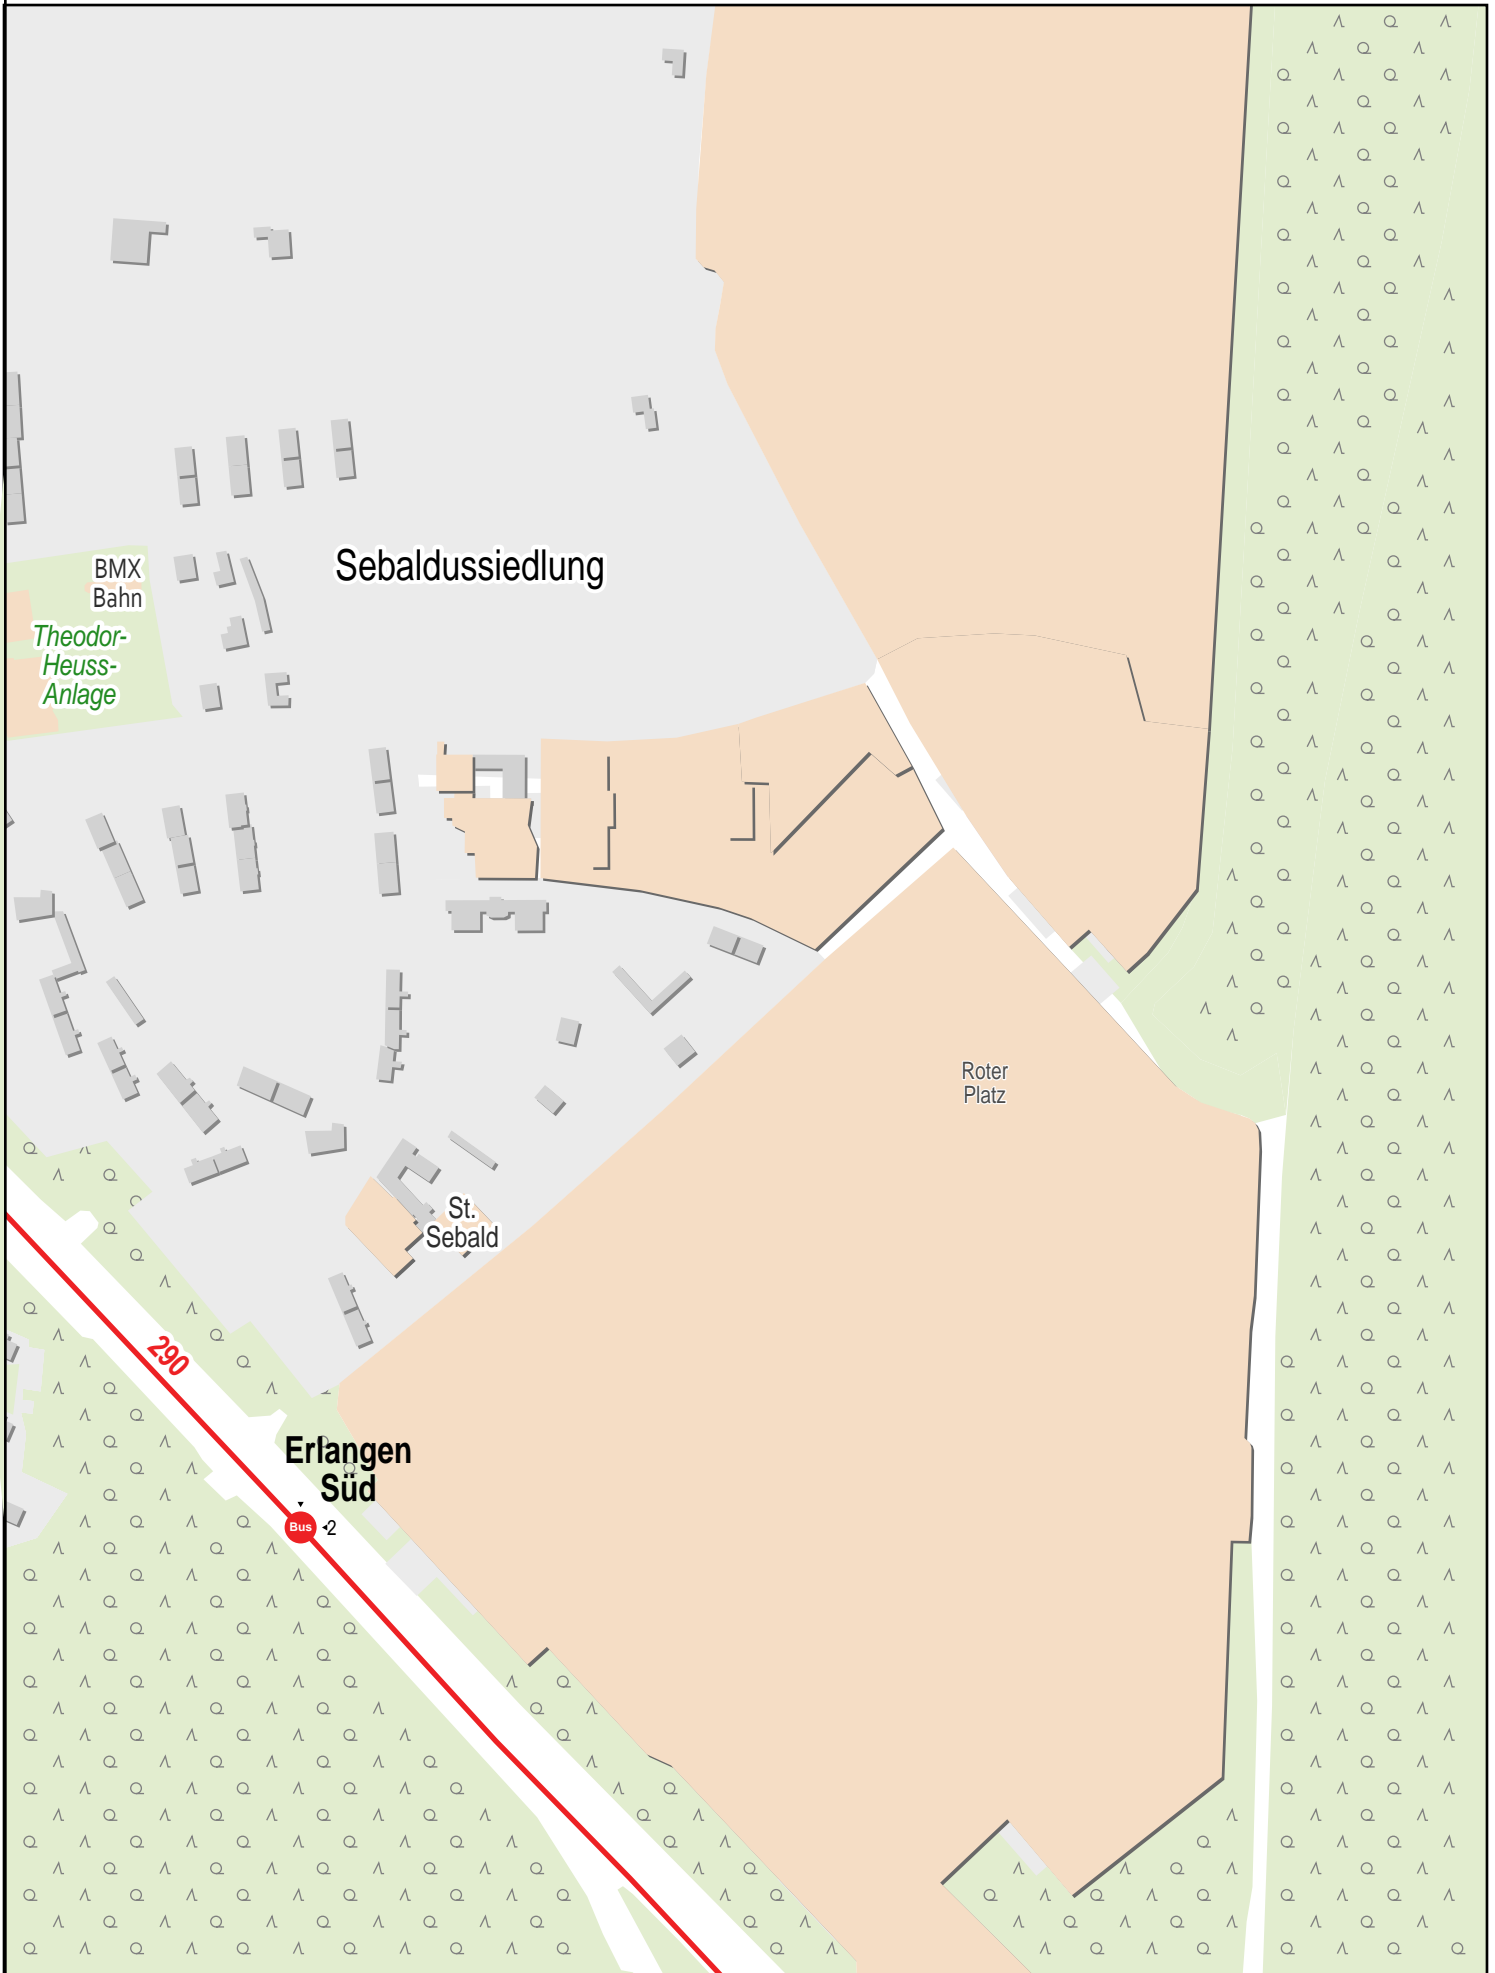 Sebaldussiedlung
BMX
Bahn
Theodor-
Heuss-
Anlage
Roter
Platz
St.
Sebald
290
Erlangen
Süd
Bus
2